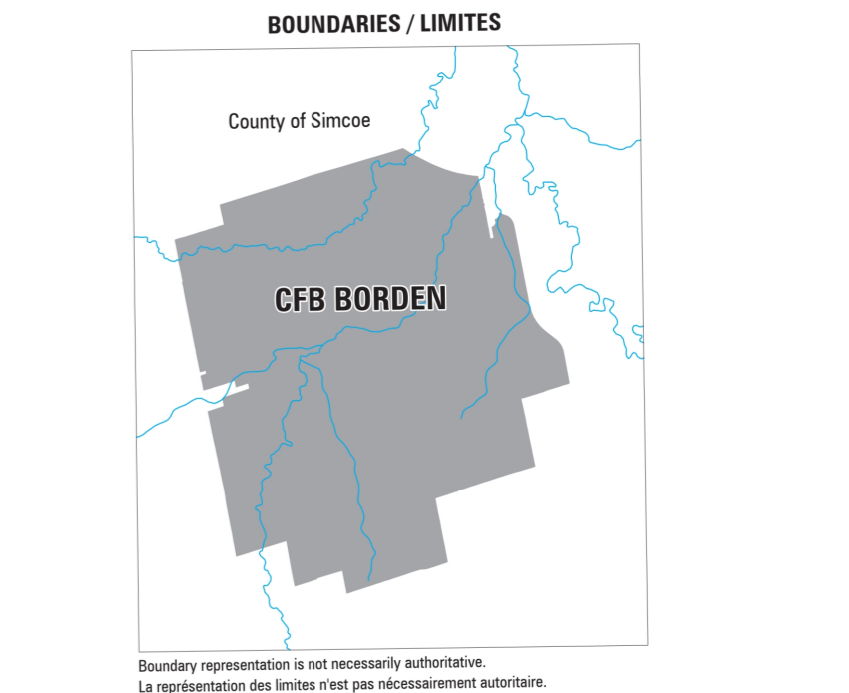 BOUNDARIES / LIMITES
County of Simcoe
CFB BORDEN
Boundary representation is not necessarily authoritative.
La représentation des limites n'est pas nécessairement autoritaire.